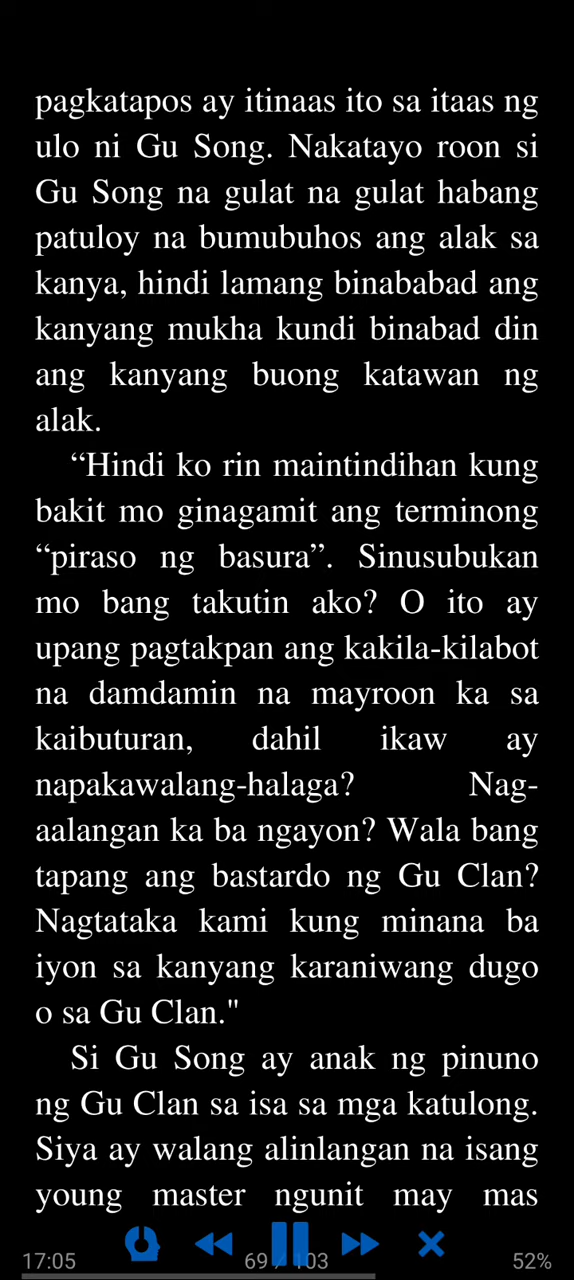 pagkatapos ay itinaas ito sa itaas ng
ulo ni Gu Song. Nakatayo roon si
Gu Song na gulat na gulat habang
patuloy na bumubuhos ang alak sa
kanya, hindi lamang binababad ang
kanyang mukha kundi binabad din
ang kanyang buong katawan ng
alak.
“Hindi ko rin maintindihan kung
bakit mo ginagamit ang terminong
“piraso ng basura”. Sinusubukan
mo bang takutin ako? O ito ay
upang pagtakpan ang kakila-kilabot
na damdamin na mayroon ka sa
kaibuturan, dahil ikaw ay
napakawalang-halaga? Nag-
aalangan ka ba ngayon? Wala bang
tapang ang bastardo ng Gu Clan?
Nagtataka kami kung minana ba
iyon sa kanyang karaniwang dugo
o sa Gu Clan."
Si Gu Song ay anak ng pinuno
ng Gu Clan sa isa sa mga katulong.
Siya ay walang alinlangan na isang
young master ngunit may mas
17:05 69 / 103 52%